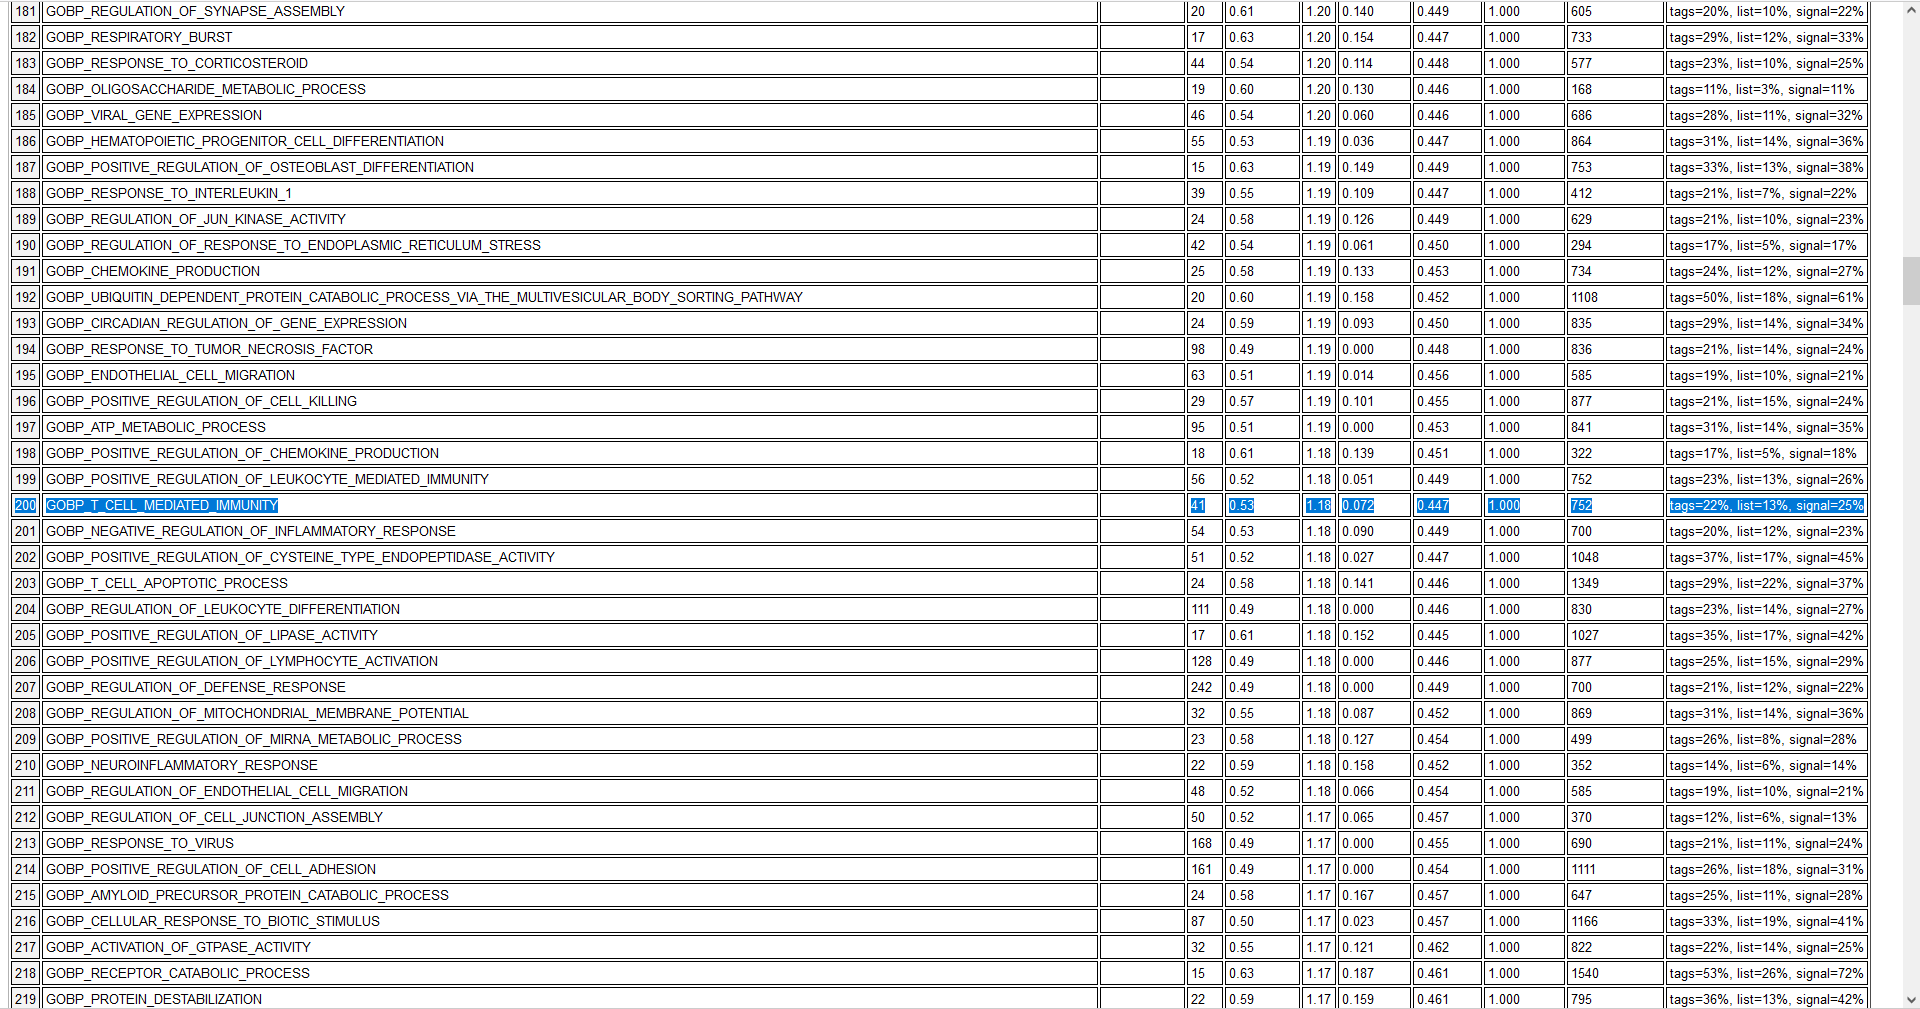 181 GOBP_REGULATION_OF_SYNAPSE_ASSEMBLY 20 0.61 1.20 0.140 0.449 1.000 605 tags=20%, list=10%, signal=22%
182 GOBP_RESPIRATORY_BURST 17 0.63 1.20 0.154 0.447 1.000 733 tags=29%, list=12%, signal=33%
183 GOBP_RESPONSE_TO_CORTICOSTEROID 44 0.54 1.20 0.114 0.448 1.000 577 tags=23%, list=10%, signal=25%
184 GOBP_OLIGOSACCHARIDE_METABOLIC_PROCESS 19 0.60 1.20 0.130 0.446 1.000 168 tags=11%, list=3%, signal=11%
185 GOBP_VIRAL_GENE_EXPRESSION 46 0.54 1.20 0.060 0.446 1.000 686 tags=28%, list=11%, signal=32%
186 GOBP_HEMATOPOIETIC_PROGENITOR_CELL_DIFFERENTIATION 55 0.53 1.19 0.036 0.447 1.000 864 tags=31%, list=14%, signal=36%
187 GOBP_POSITIVE_REGULATION_OF_OSTEOBLAST_DIFFERENTIATION 15 0.63 1.19 0.149 0.449 1.000 753 tags=33%, list=13%, signal=38%
188 GOBP_RESPONSE_TO_INTERLEUKIN_1 39 0.55 1.19 0.109 0.447 1.000 412 tags=21%, list=7%, signal=22%
189 GOBP_REGULATION_OF_JUN_KINASE_ACTIVITY 24 0.58 1.19 0.126 0.449 1.000 629 tags=21%, list=10%, signal=23%
190 GOBP_REGULATION_OF_RESPONSE_TO_ENDOPLASMIC_RETICULUM_STRESS 42 0.54 1.19 0.061 0.450 1.000 294 tags=17%, list=5%, signal=17%
191 GOBP_CHEMOKINE_PRODUCTION 25 0.58 1.19 0.133 0.453 1.000 734 tags=24%, list=12%, signal=27%
192 GOBP_UBIQUITIN_DEPENDENT_PROTEIN_CATABOLIC_PROCESS_VIA_THE_MULTIVESICULAR_BODY_SORTING_PATHWAY 20 0.60 1.19 0.158 0.452 1.000 1108 tags=50%, list=18%, signal=61%
193 GOBP_CIRCADIAN_REGULATION_OF_GENE_EXPRESSION 24 0.59 1.19 0.093 0.450 1.000 835 tags=29%, list=14%, signal=34%
194 GOBP_RESPONSE_TO_TUMOR_NECROSIS_FACTOR 98 0.49 1.19 0.000 0.448 1.000 836 tags=21%, list=14%, signal=24%
195 GOBP_ENDOTHELIAL_CELL_MIGRATION 63 0.51 1.19 0.014 0.456 1.000 585 tags=19%, list=10%, signal=21%
196 GOBP_POSITIVE_REGULATION_OF_CELL_KILLING 29 0.57 1.19 0.101 0.455 1.000 877 tags=21%, list=15%, signal=24%
197 GOBP_ATP_METABOLIC_PROCESS 95 0.51 1.19 0.000 0.453 1.000 841 tags=31%, list=14%, signal=35%
198 GOBP_POSITIVE_REGULATION_OF_CHEMOKINE_PRODUCTION 18 0.61 1.18 0.139 0.451 1.000 322 tags=17%, list=5%, signal=18%
199 GOBP_POSITIVE_REGULATION_OF_LEUKOCYTE_MEDIATED_IMMUNITY 56 0.52 1.18 0.051 0.449 1.000 752 tags=23%, list=13%, signal=26%
200 GOBP_T_CELL_MEDIATED_IMMUNITY 41 0.53 1.18 0.072 0.447 1.000 752 tags=22%, list=13%, signal=25%
201 GOBP_NEGATIVE_REGULATION_OF_INFLAMMATORY_RESPONSE 54 0.53 1.18 0.090 0.449 1.000 700 tags=20%, list=12%, signal=23%
202 GOBP_POSITIVE_REGULATION_OF_CYSTEINE_TYPE_ENDOPEPTIDASE_ACTIVITY 51 0.52 1.18 0.027 0.447 1.000 1048 tags=37%, list=17%, signal=45%
203 GOBP_T_CELL_APOPTOTIC_PROCESS 24 0.58 1.18 0.141 0.446 1.000 1349 tags=29%, list=22%, signal=37%
204 GOBP_REGULATION_OF_LEUKOCYTE_DIFFERENTIATION 111 0.49 1.18 0.000 0.446 1.000 830 tags=23%, list=14%, signal=27%
205 GOBP_POSITIVE_REGULATION_OF_LIPASE_ACTIVITY 17 0.61 1.18 0.152 0.445 1.000 1027 tags=35%, list=17%, signal=42%
206 GOBP_POSITIVE_REGULATION_OF_LYMPHOCYTE_ACTIVATION 128 0.49 1.18 0.000 0.446 1.000 877 tags=25%, list=15%, signal=29%
207 GOBP_REGULATION_OF_DEFENSE_RESPONSE 242 0.49 1.18 0.000 0.449 1.000 700 tags=21%, list=12%, signal=22%
208 GOBP_REGULATION_OF_MITOCHONDRIAL_MEMBRANE_POTENTIAL 32 0.55 1.18 0.087 0.452 1.000 869 tags=31%, list=14%, signal=36%
209 GOBP_POSITIVE_REGULATION_OF_MIRNA_METABOLIC_PROCESS 23 0.58 1.18 0.127 0.454 1.000 499 tags=26%, list=8%, signal=28%
210 GOBP_NEUROINFLAMMATORY_RESPONSE 22 0.59 1.18 0.158 0.452 1.000 352 tags=14%, list=6%, signal=14%
211 GOBP_REGULATION_OF_ENDOTHELIAL_CELL_MIGRATION 48 0.52 1.18 0.066 0.454 1.000 585 tags=19%, list=10%, signal=21%
212 GOBP_REGULATION_OF_CELL_JUNCTION_ASSEMBLY 50 0.52 1.17 0.065 0.457 1.000 370 tags=12%, list=6%, signal=13%
213 GOBP_RESPONSE_TO_VIRUS 168 0.49 1.17 0.000 0.455 1.000 690 tags=21%, list=11%, signal=24%
214 GOBP_POSITIVE_REGULATION_OF_CELL_ADHESION 161 0.49 1.17 0.000 0.454 1.000 1111 tags=26%, list=18%, signal=31%
215 GOBP_AMYLOID_PRECURSOR_PROTEIN_CATABOLIC_PROCESS 24 0.58 1.17 0.167 0.457 1.000 647 tags=25%, list=11%, signal=28%
216 GOBP_CELLULAR_RESPONSE_TO_BIOTIC_STIMULUS 87 0.50 1.17 0.023 0.457 1.000 1166 tags=33%, list=19%, signal=41%
217 GOBP_ACTIVATION_OF_GTPASE_ACTIVITY 32 0.55 1.17 0.121 0.462 1.000 822 tags=22%, list=14%, signal=25%
218 GOBP_RECEPTOR_CATABOLIC_PROCESS 15 0.63 1.17 0.187 0.461 1.000 1540 tags=53%, list=26%, signal=72%
219 GOBP_PROTEIN_DESTABILIZATION 22 0.59 1.17 0.159 0.461 1.000 795 tags=36%, list=13%, signal=42%